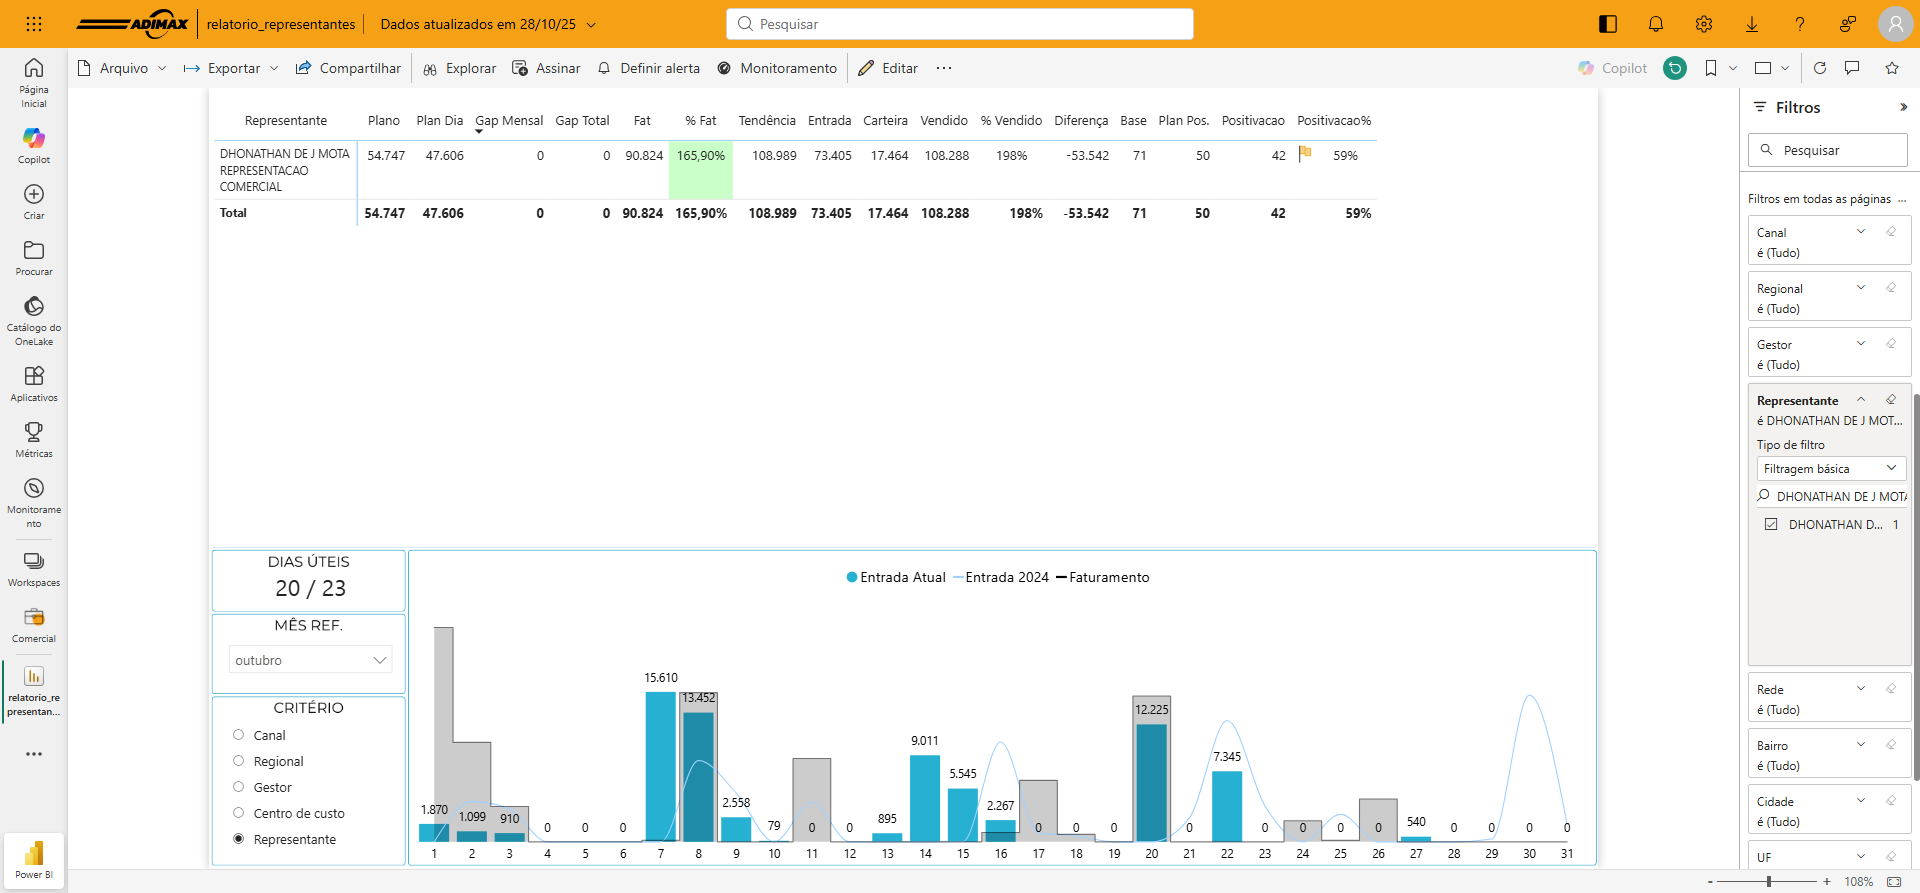 ADIMAX
relatorio_representantes
Dados atualizados em 28/10/25
Pesquisar
Arquivo
Exportar
Compartilhar
Explorar
Assinar
Definir alerta
Monitoramento
Editar
Copilot
Página
Inicial
Copilot
Criar
Procurar
Catálogo do
OneLake
Aplicativos
Métricas
Monitorame
nto
Workspaces
Comercial
relatorio_re
presentan...
Power BI
Representante Plano Plan Dia Gap Mensal Gap Total Fat % Fat Tendência Entrada Carteira Vendido % Vendido Diferença Base Plan Pos. Positivacao Positivacao%
DHONATHAN DE J MOTA 54.747 47.606 0 0 90.824 165,90% 108.989 73.405 17.464 108.288 198% -53.542 71 50 42 59%
REPRESENTACAO
COMERCIAL
Total 54.747 47.606 0 0 90.824 165,90% 108.989 73.405 17.464 108.288 198% -53.542 71 50 42 59%
DIAS ÚTEIS
20 / 23
MÊS REF.
outubro
CRITÉRIO
Canal
Regional
Gestor
Centro de custo
Representante
Entrada Atual Entrada 2024 Faturamento
1.870 1.099 910 0 0 0 15.610 13.452 2.558 79 0 0 895 9.011 5.545 2.267 0 0 0 12.225 0 7.345 0 0 0 0 540 0 0 0 0
1 2 3 4 5 6 7 8 9 10 11 12 13 14 15 16 17 18 19 20 21 22 23 24 25 26 27 28 29 30 31
Filtros
Pesquisar
Filtros em todas as páginas ...
Canal
é (Tudo)
Regional
é (Tudo)
Gestor
é (Tudo)
Representante
é DHONATHAN DE J MOT...
Tipo de filtro
Filtragem básica
DHONATHAN DE J MOTA
DHONATHAN D... 1
Rede
é (Tudo)
Bairro
é (Tudo)
Cidade
é (Tudo)
UF
- + 108%